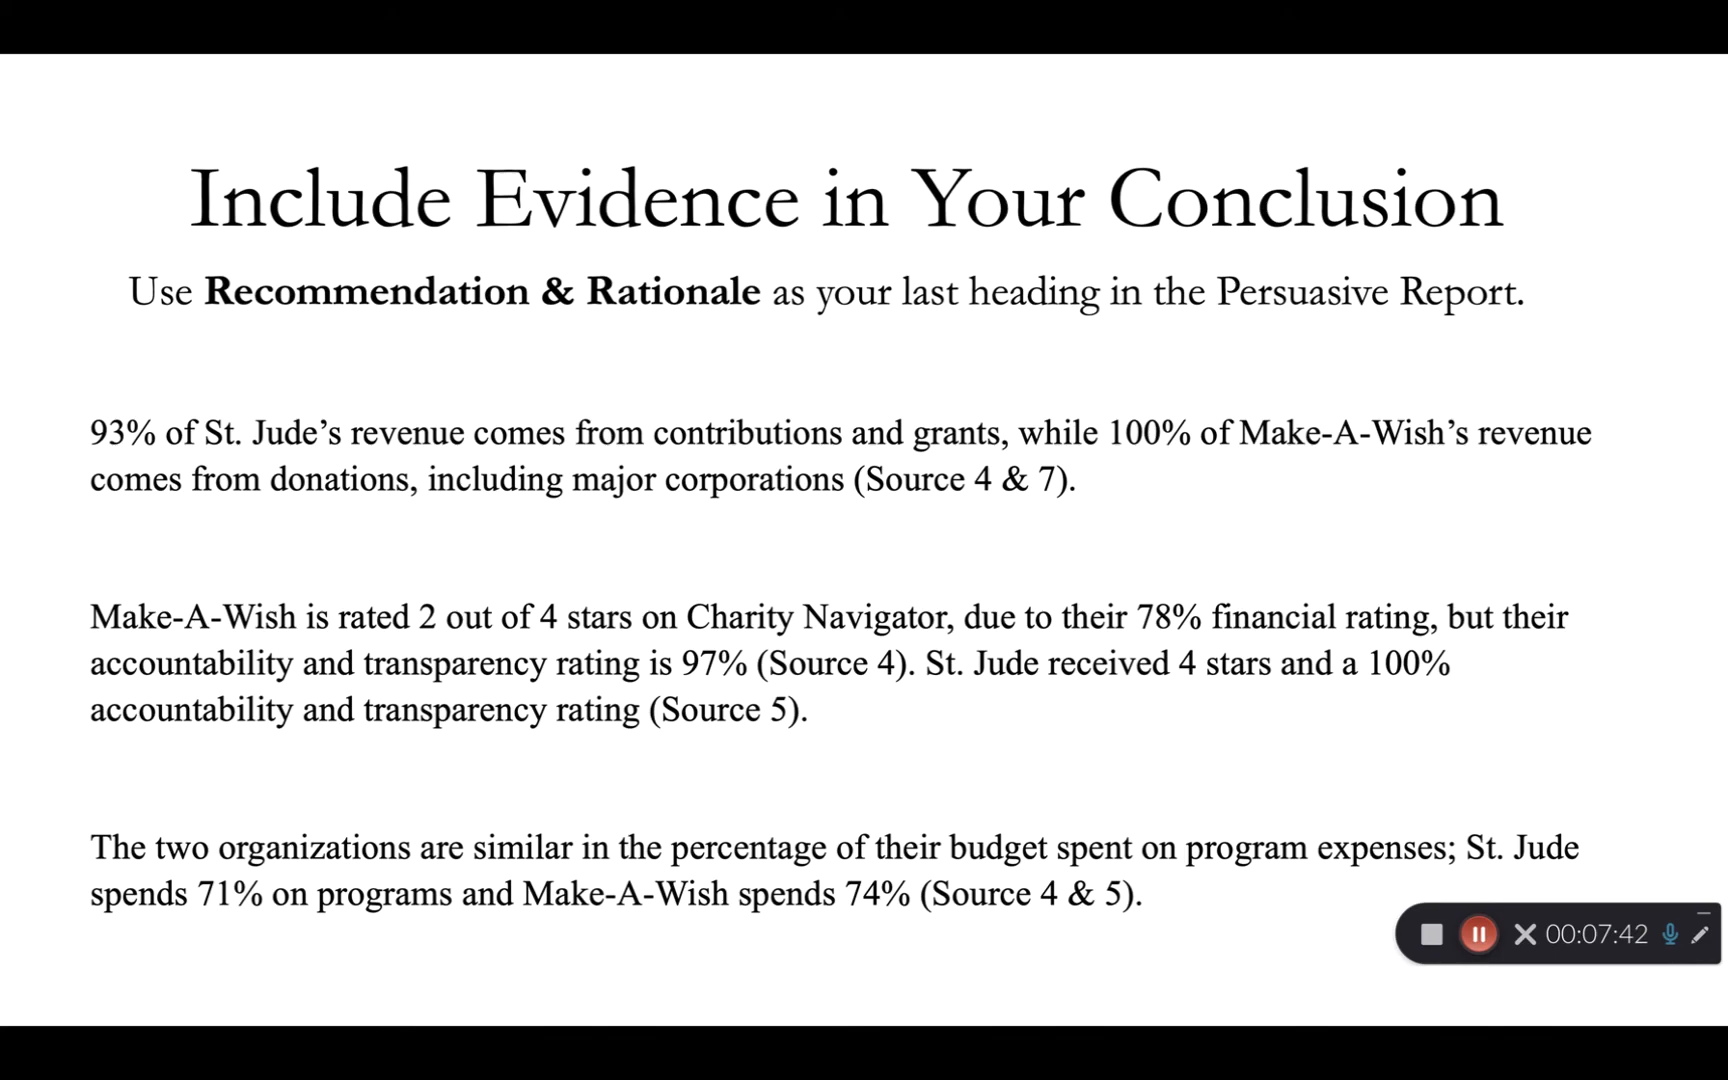 Include Evidence in Your Conclusion
Use Recommendation & Rationale as your last heading in the Persuasive Report.
93% of St. Jude’s revenue comes from contributions and grants, while 100% of Make-A-Wish’s revenue
comes from donations, including major corporations (Source 4 & 7).
Make-A-Wish is rated 2 out of 4 stars on Charity Navigator, due to their 78% financial rating, but their
accountability and transparency rating is 97% (Source 4). St. Jude received 4 stars and a 100%
accountability and transparency rating (Source 5).
The two organizations are similar in the percentage of their budget spent on program expenses; St. Jude
spends 71% on programs and Make-A-Wish spends 74% (Source 4 & 5).
00:07:42